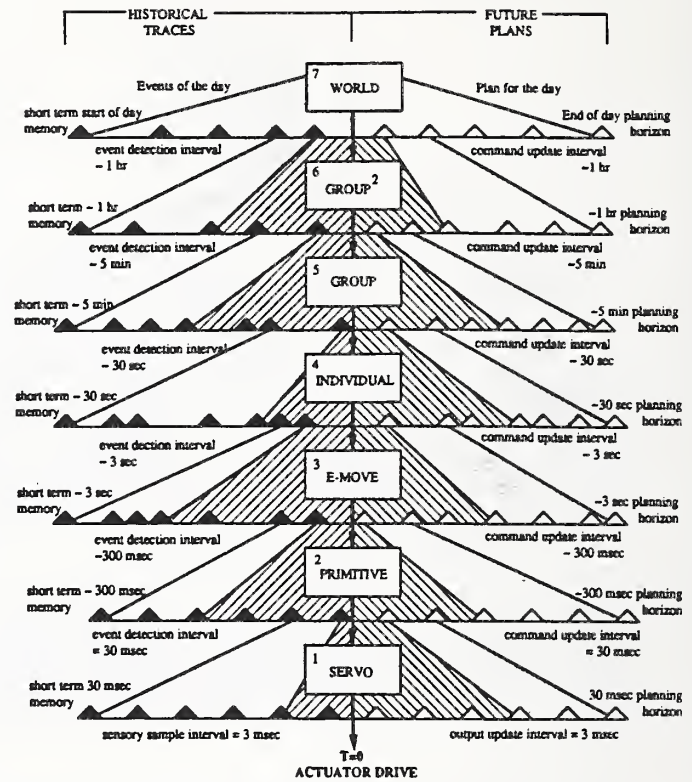 HISTORICAL TRACES
FUTURE PLANS
7
WORLD
Events of the day
Plan for the day
short term start of day
memory
End of day planning
horizon
event detection interval
~ 1 hr
command update interval
~1 hr
6
GROUP²
short term ~ 1 hr
memory
~1 hr planning
horizon
event detection interval
~ 5 min
command update interval
~5 min
5
GROUP
short term ~ 5 min
memory
~5 min planning
horizon
event detection interval
~ 30 sec
command update interval
~ 30 sec
4
INDIVIDUAL
short term ~ 30 sec
memory
~30 sec planning
horizon
event dection interval
~ 3 sec
command update interval
~ 3 sec
3
E-MOVE
short term ~ 3 sec
memory
~3 sec planning
horizon
event detection interval
~300 msec
command update interval
~ 300 msec
2
PRIMITIVE
short term ~ 300 msec
memory
~300 msec planning
horizon
event detection interval
≈ 30 msec
command update interval
≈ 30 msec
1
SERVO
short term 30 msec
memory
30 msec planning
horizon
sensory sample interval ≈ 3 msec
output update interval ≈ 3 msec
T=0
ACTUATOR DRIVE